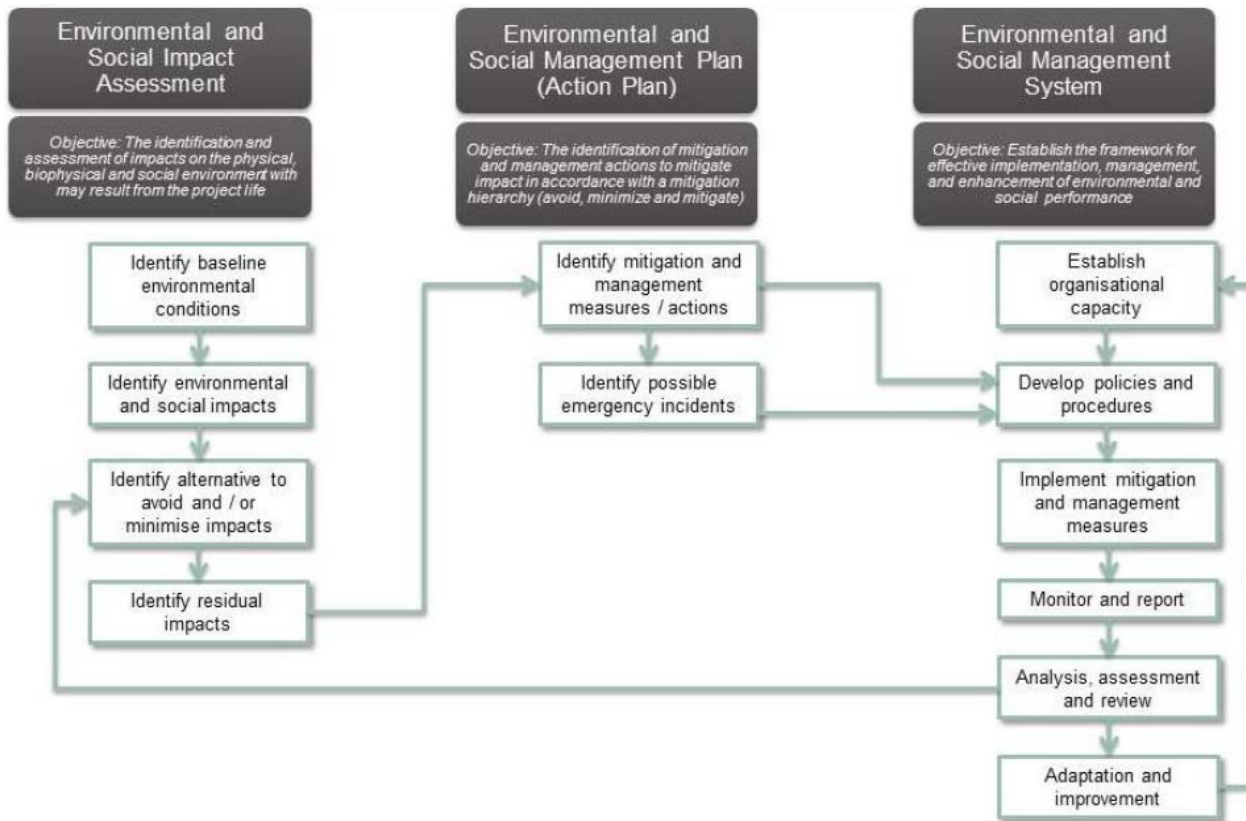 Environmental and
Social Impact
Assessment
Objective: The identification and
assessment of impacts on the physical,
biophysical and social environment with
may result from the project life
Identify baseline
environmental
conditions
Identify environmental
and social impacts
Identify alternative to
avoid and / or
minimise impacts
Identify residual
impacts
Environmental and
Social Management Plan
(Action Plan)
Objective: The identification of mitigation
and management actions to mitigate
impact in accordance with a mitigation
hierarchy (avoid, minimize and mitigate)
Identify mitigation and
management
measures / actions
Identify possible
emergency incidents
Environmental and
Social Management
System
Objective: Establish the framework for
effective implementation, management,
and enhancement of environmental and
social performance
Establish
organisational
capacity
Develop policies and
procedures
Implement mitigation
and management
measures
Monitor and report
Analysis, assessment
and review
Adaptation and
improvement